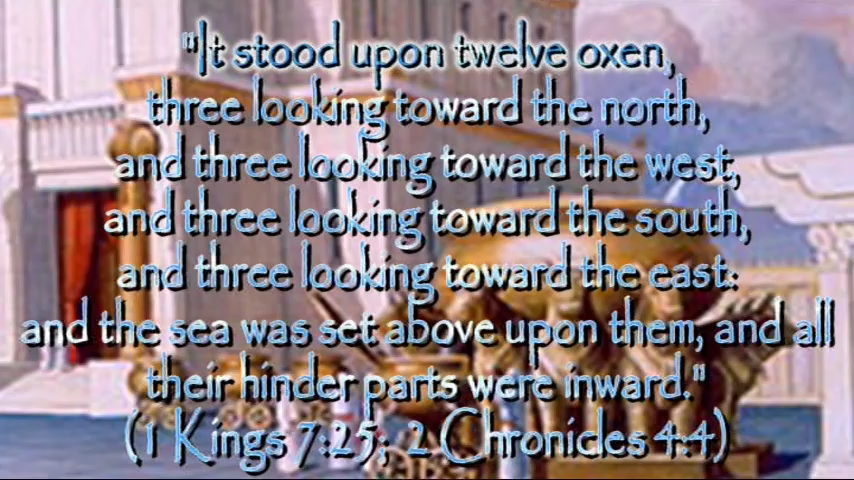 "It stood upon twelve oxen,
three looking toward the north,
and three looking toward the west,
and three looking toward the south,
and three looking toward the east:
and the sea was set above upon them, and all
their hinder parts were inward."
(1 Kings 7:25; 2 Chronicles 4:4)